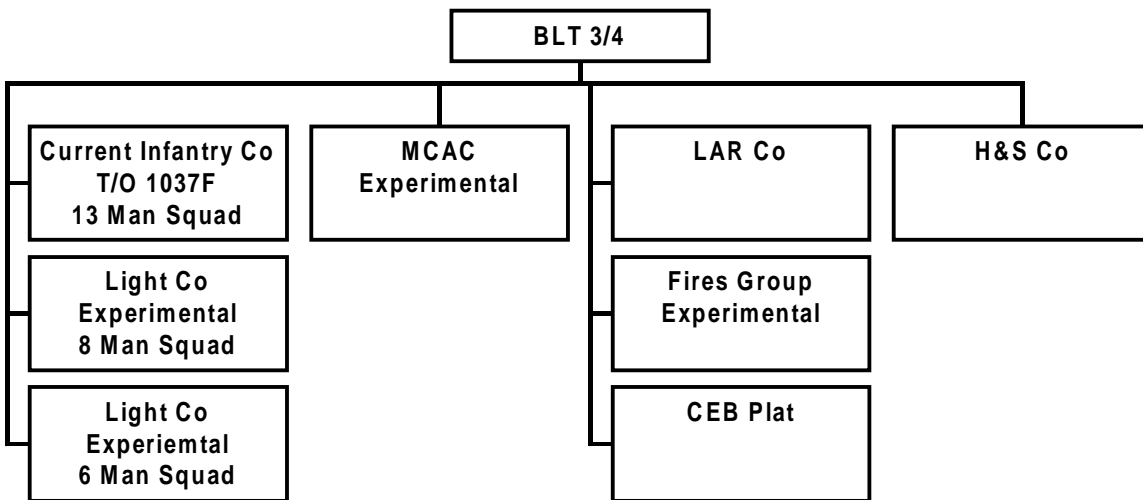 BLT 3/4
Current Infantry Co
T/O 1037F
13 Man Squad
MCAC
Experimental
LAR Co
H&S Co
Light Co
Experimental
8 Man Squad
Fires Group
Experimental
Light Co
Experiemtal
6 Man Squad
CEB Plat